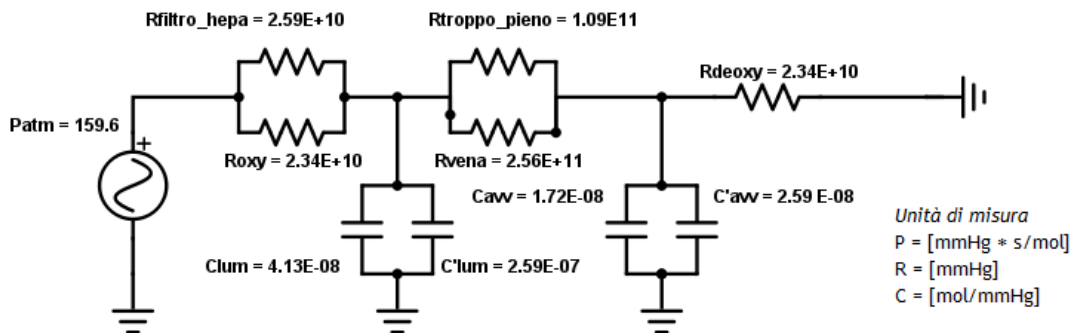 Rfiltro_hepa = 2.59E+10
Rtroppo_pieno = 1.09E11
Rdeoxy = 2.34E+10
Patm = 159.6
+
Roxy = 2.34E+10
Rvena = 2.56E+11
Cavv = 1.72E-08
C'avv = 2.59 E-08
Clum = 4.13E-08
C'lum = 2.59E-07
Unità di misura
P = [mmHg * s/mol]
R = [mmHg]
C = [mol/mmHg]